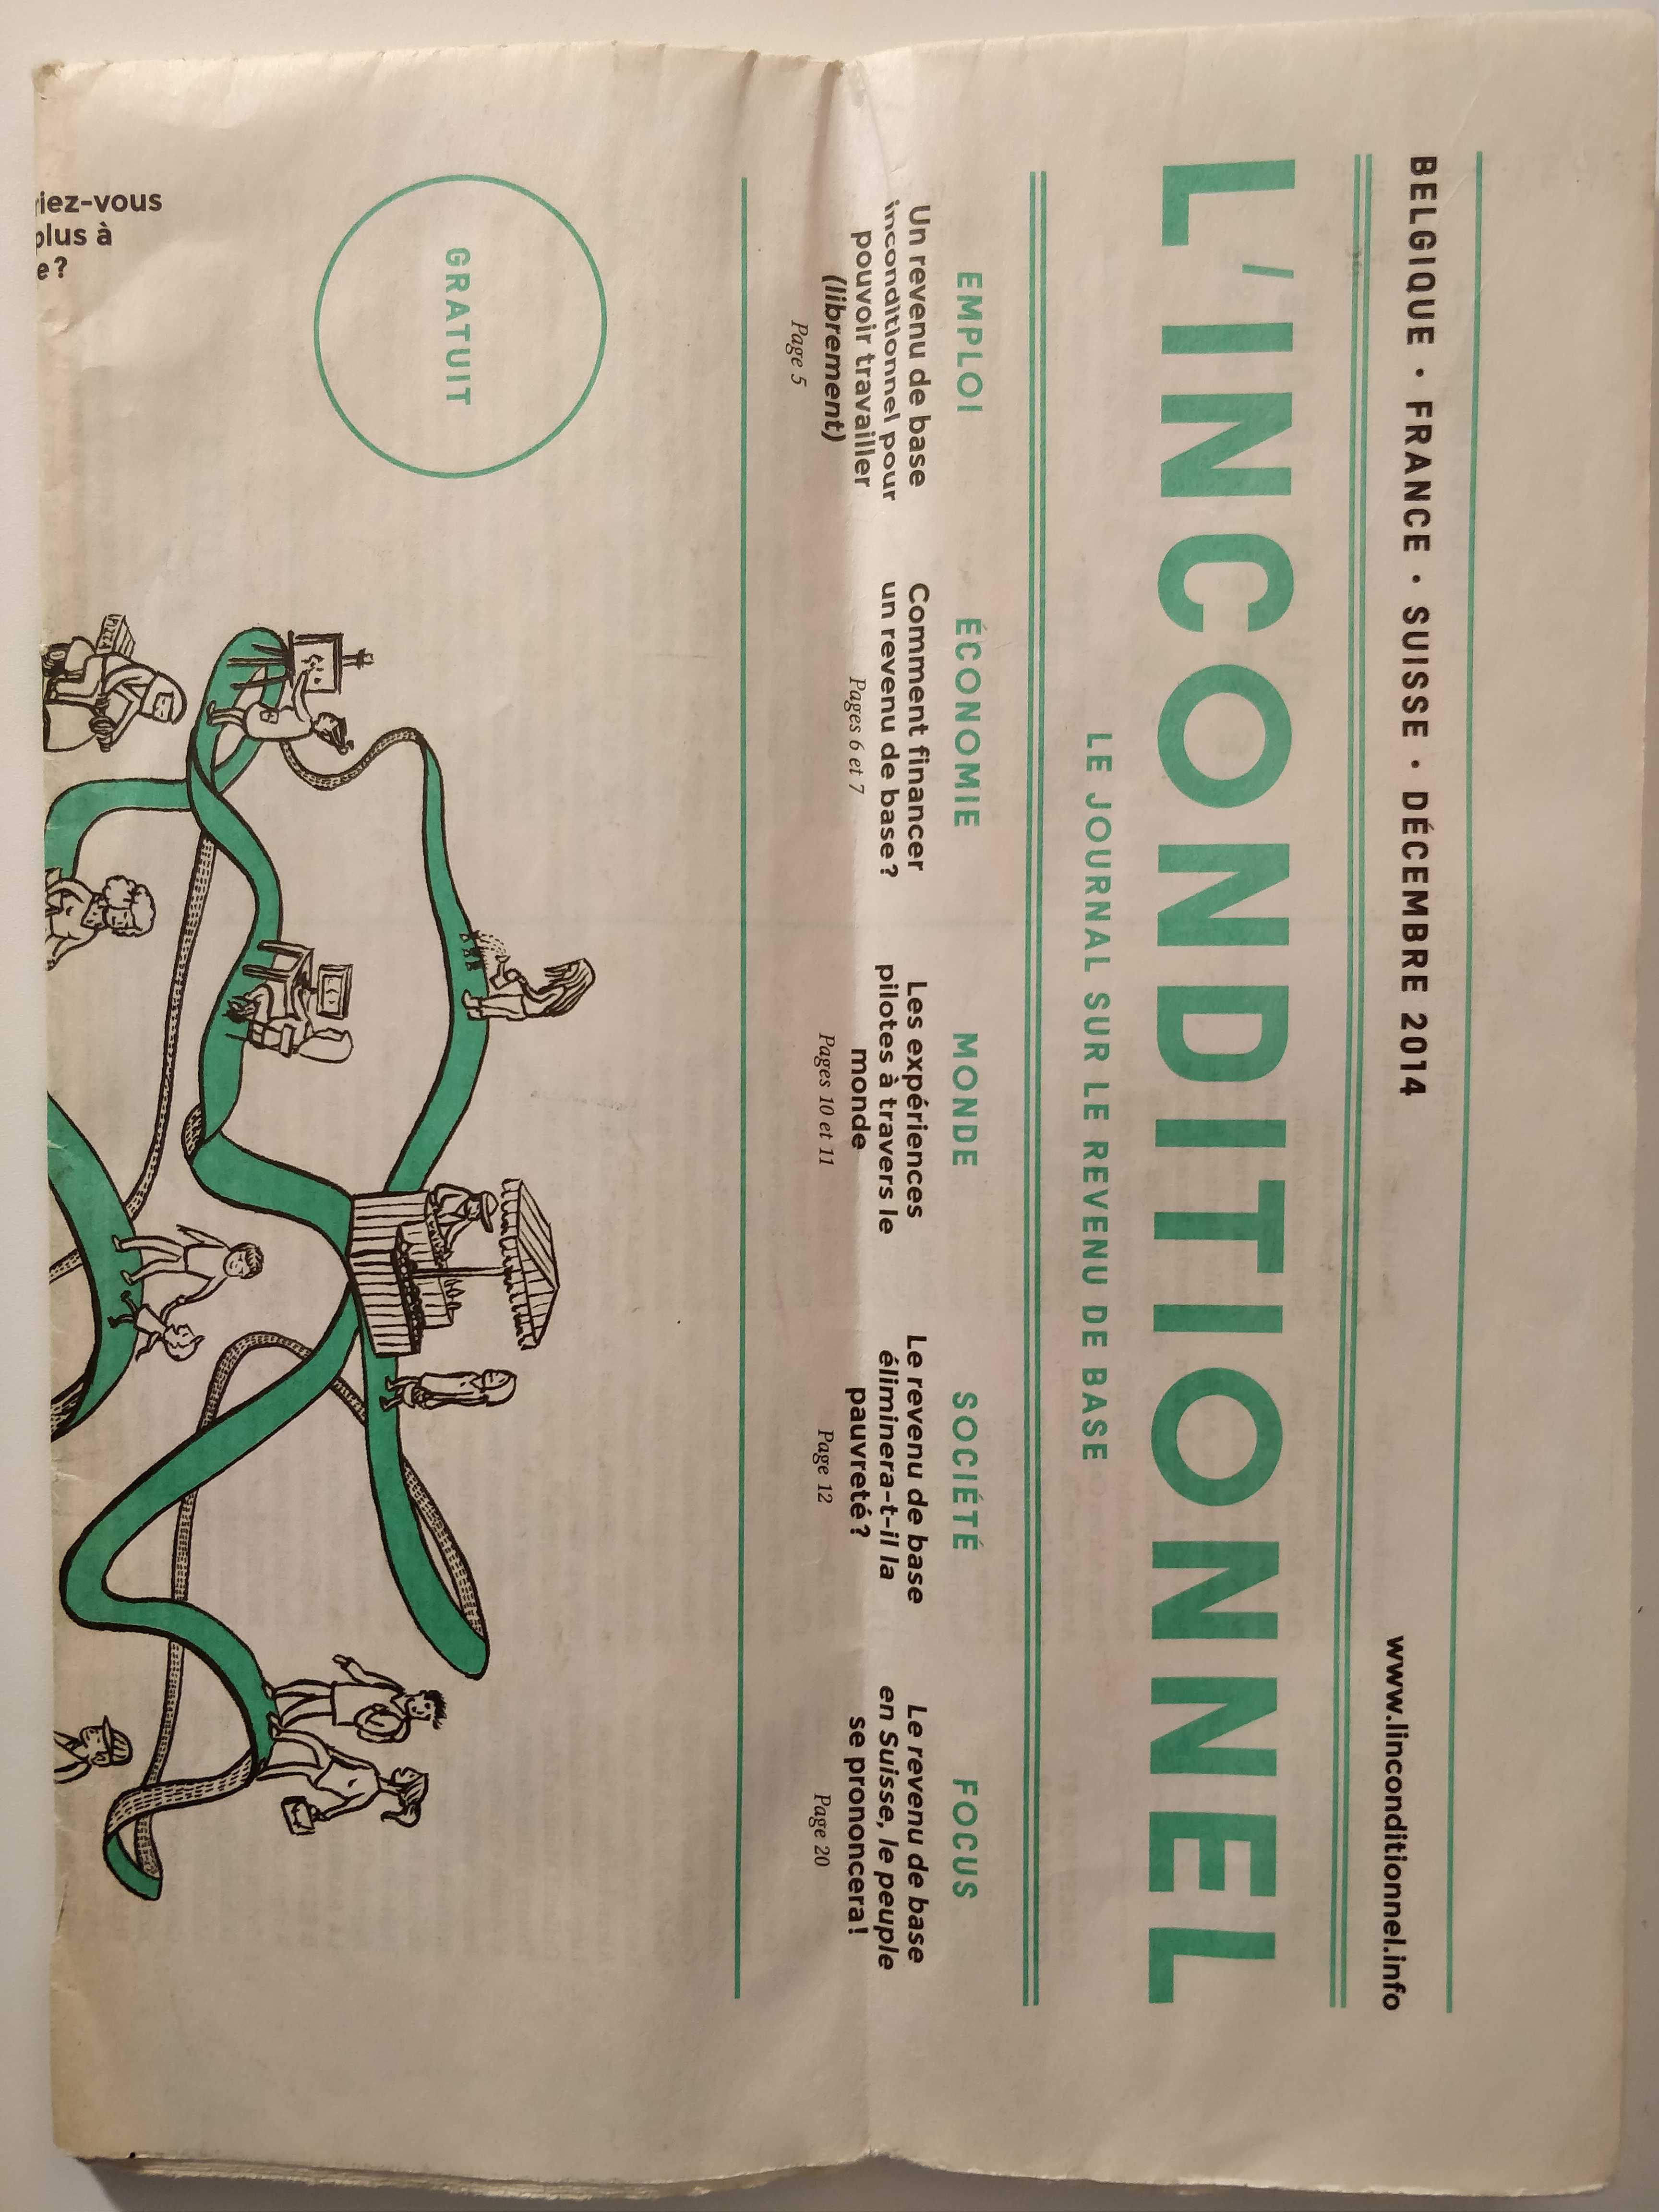 BELGIQUE • FRANCE • SUISSE • DÉCEMBRE 2014
www.linconditionnel.info
L'INCONDITIONNEL
LE JOURNAL SUR LE REVENU DE BASE
EMPLOI
Un revenu de base
inconditionnel pour
pouvoir travailler
(librement)
Page 5
ÉCONOMIE
Comment financer
un revenu de base ?
Pages 6 et 7
MONDE
Les expériences
pilotes à travers le
monde
Pages 10 et 11
SOCIÉTÉ
Le revenu de base
éliminera-t-il la
pauvreté ?
Page 12
FOCUS
Le revenu de base
en Suisse, le peuple
se prononcera !
Page 20
GRATUIT
iez-vous
plus à
e ?